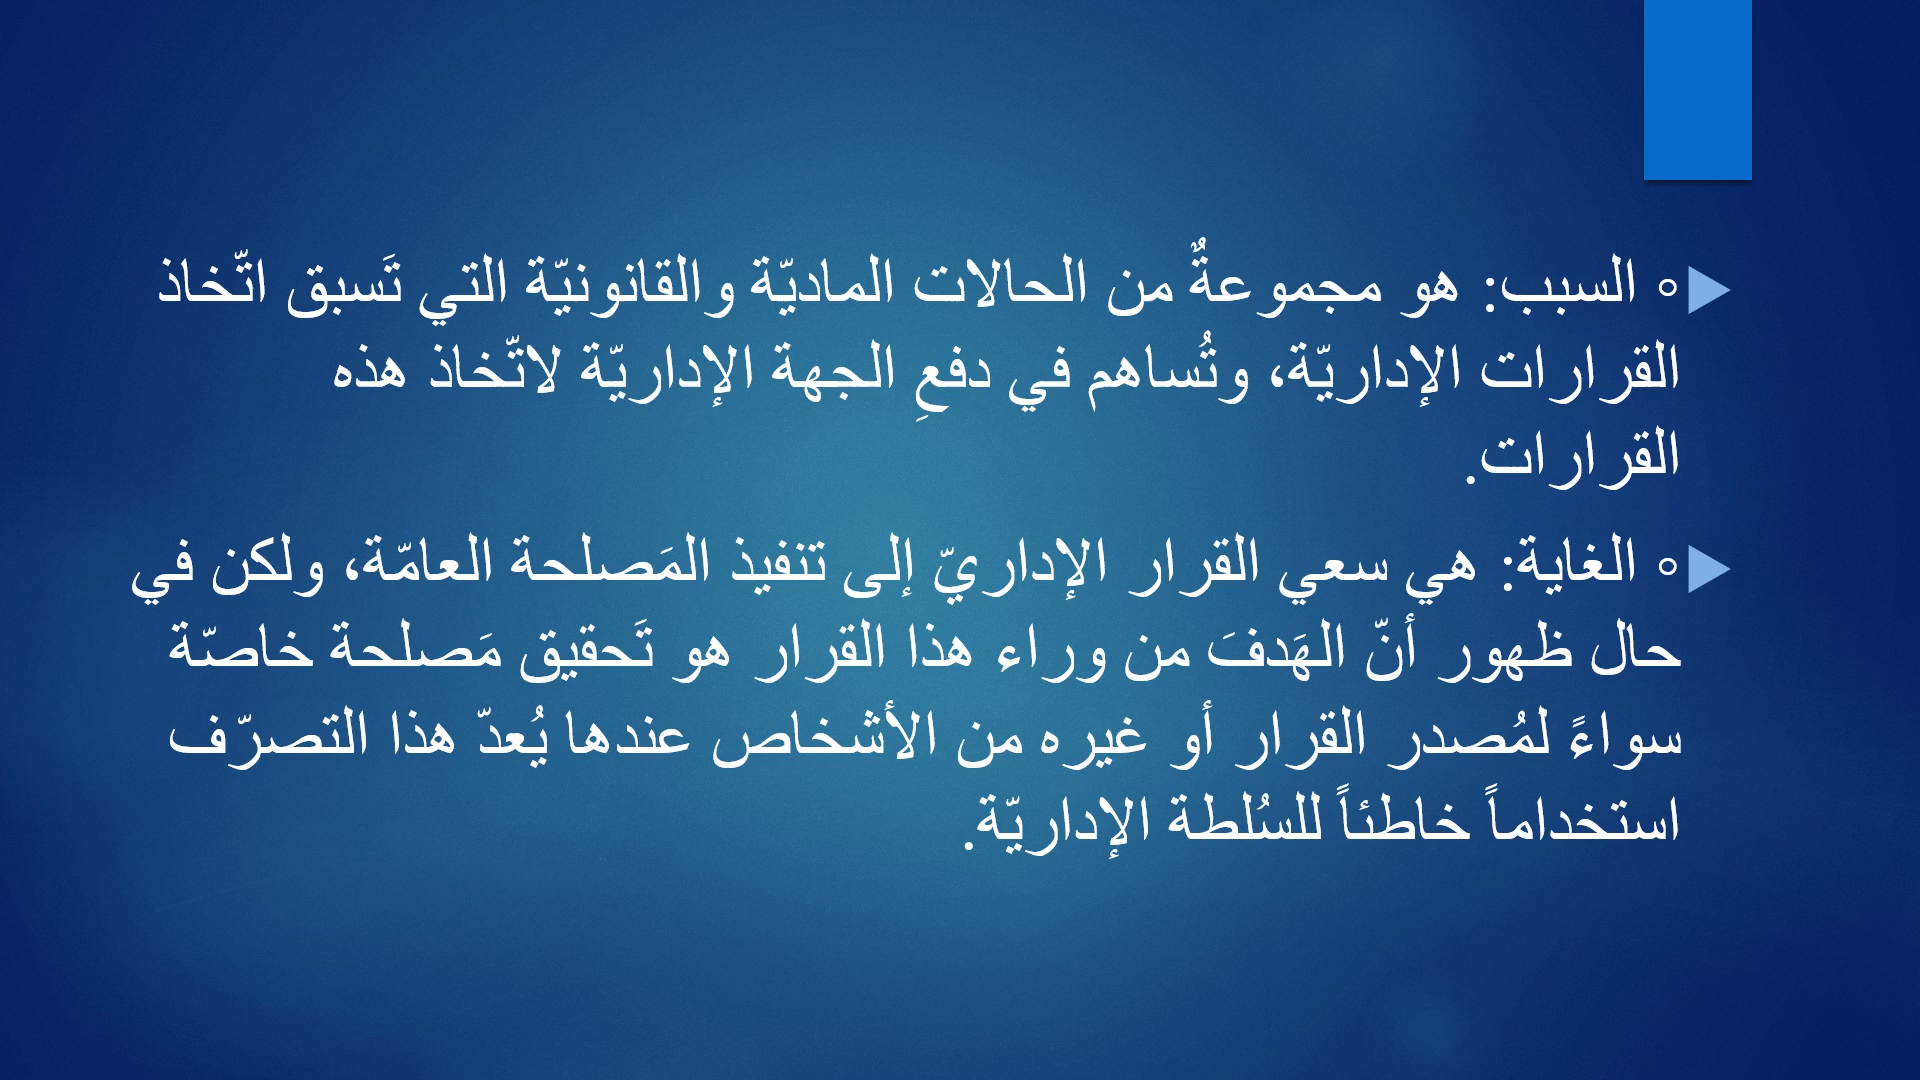 ◦ السبب: هو مجموعةٌ من الحالات الماديّة والقانونيّة التي تَسبق اتّخاذ
القرارات الإداريّة، وتُساهم في دفعِ الجهة الإداريّة لاتّخاذ هذه
القرارات.
◦ الغاية: هي سعي القرار الإداريّ إلى تنفيذ المَصلحة العامّة، ولكن في
حال ظهور أنّ الهَدفَ من وراء هذا القرار هو تَحقيق مَصلحة خاصّة
سواءً لمُصدر القرار أو غيره من الأشخاص عندها يُعدّ هذا التصرّف
استخداماً خاطئاً للسُلطة الإداريّة.